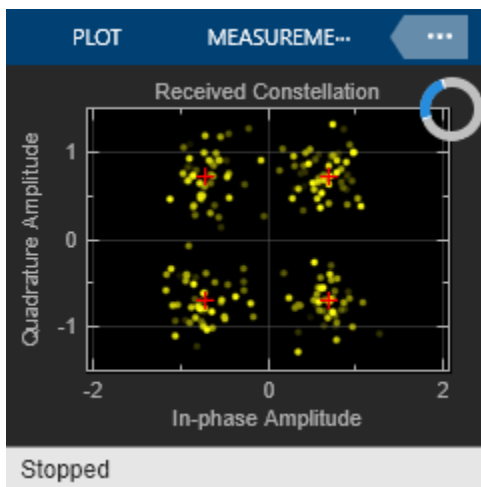 PLOT MEASUREME... ...
Received Constellation
Quadrature Amplitude
1
0
-1
-2 0 2
In-phase Amplitude
Stopped